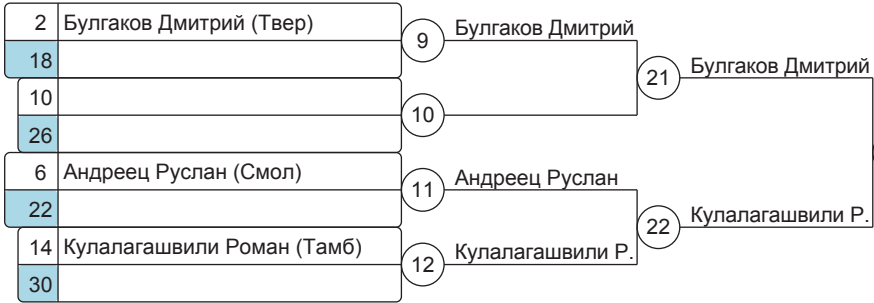 2 Булгаков Дмитрий (Твер)
18
9 Булгаков Дмитрий
10
26
10
21 Булгаков Дмитрий
6 Андреец Руслан (Смол)
22
11 Андреец Руслан
14 Кулалагашвили Роман (Тамб)
30
12 Кулалагашвили Р.
22 Кулалагашвили Р.